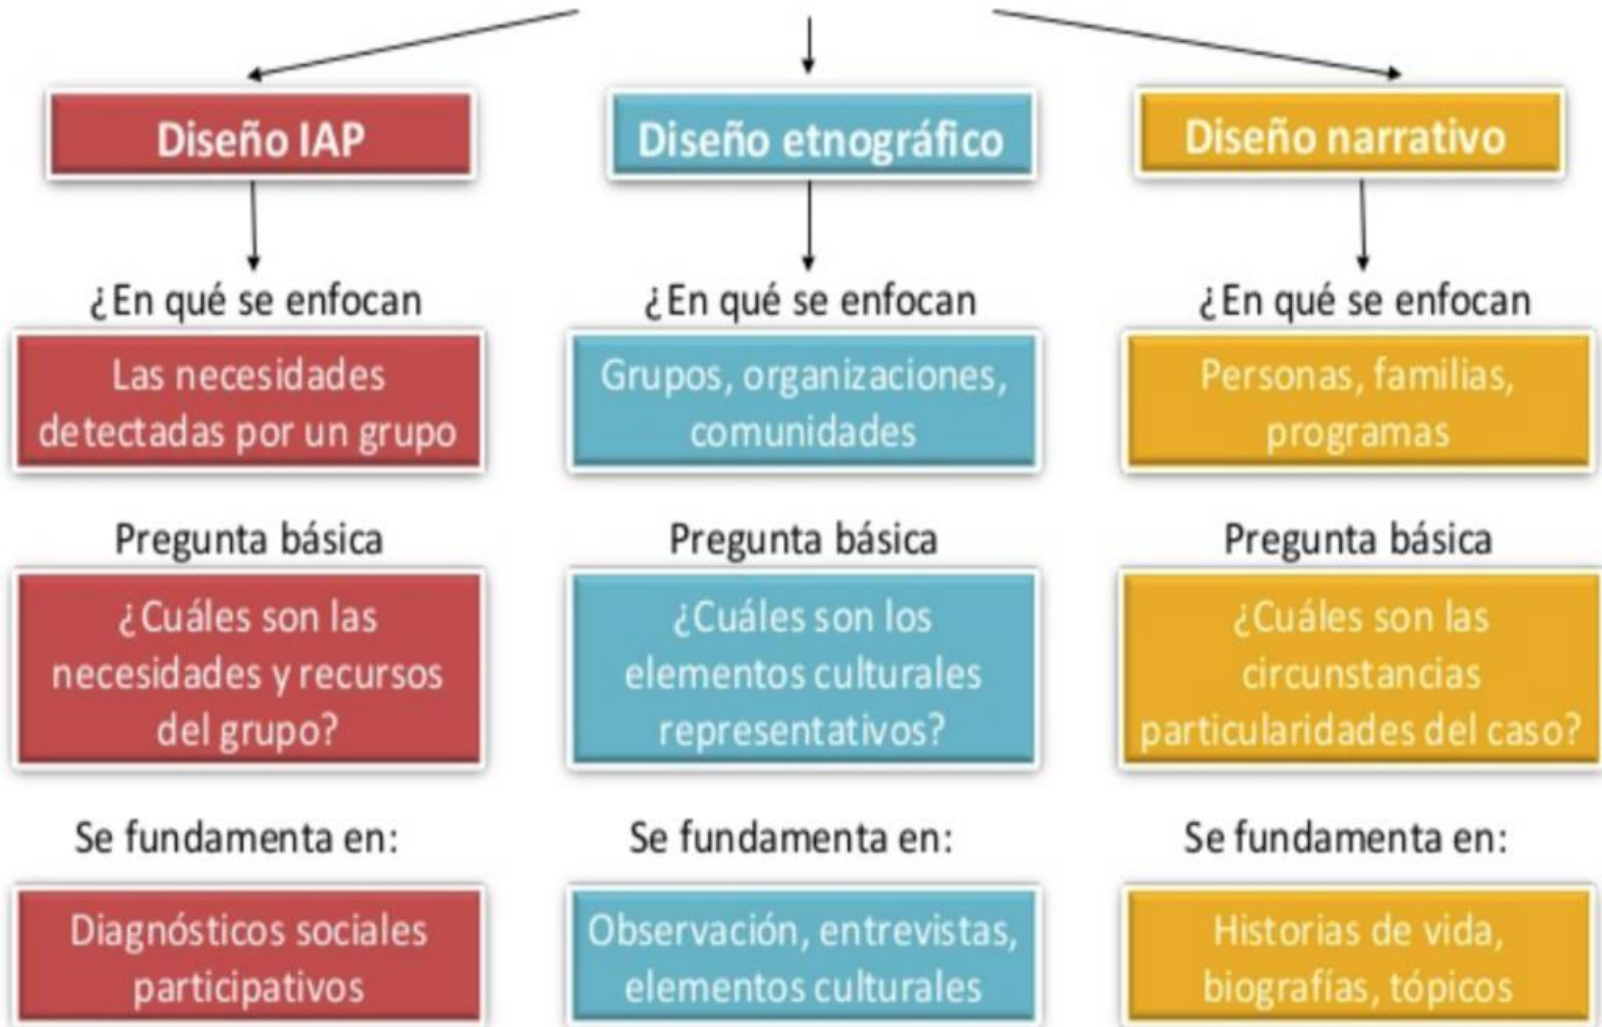 Diseño IAP
Diseño etnográfico
Diseño narrativo
¿En qué se enfocan
¿En qué se enfocan
¿En qué se enfocan
Las necesidades
detectadas por un grupo
Grupos, organizaciones,
comunidades
Personas, familias,
programas
Pregunta básica
Pregunta básica
Pregunta básica
¿Cuáles son las
necesidades y recursos
del grupo?
¿Cuáles son los
elementos culturales
representativos?
¿Cuáles son las
circunstancias
particularidades del caso?
Se fundamenta en:
Se fundamenta en:
Se fundamenta en:
Diagnósticos sociales
participativos
Observación, entrevistas,
elementos culturales
Historias de vida,
biografías, tópicos